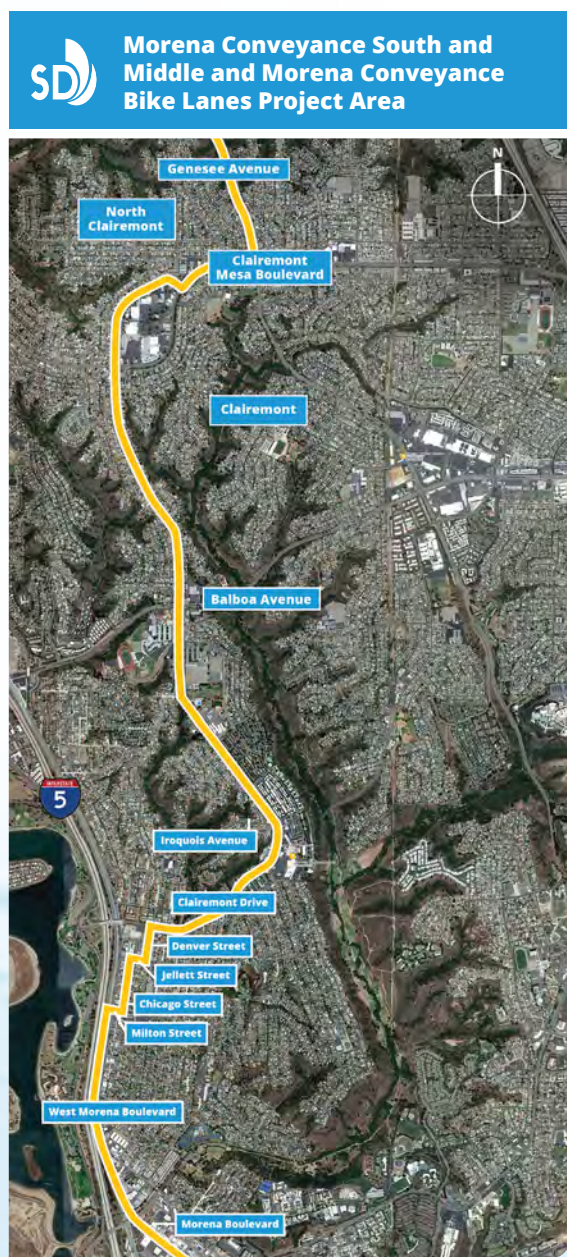 SD
Morena Conveyance South and
Middle and Morena Conveyance
Bike Lanes Project Area
N
Genesee Avenue
North
Clairemont
Clairemont
Mesa Boulevard
Clairemont
Balboa Avenue
INTERSTATE
5
Iroquois Avenue
Clairemont Drive
Denver Street
Jellett Street
Chicago Street
Milton Street
West Morena Boulevard
Morena Boulevard